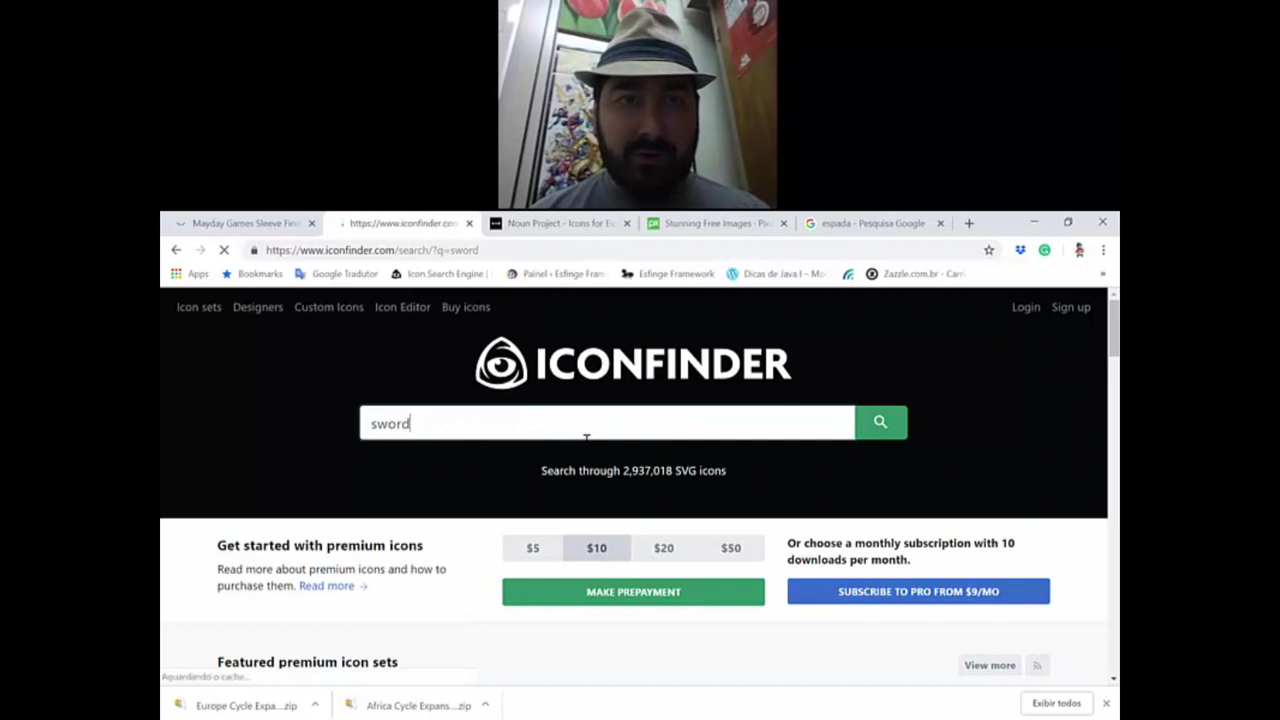 Mayday Games Sleeve Find
https://www.iconfinder.con
Noun Project - Icons for E
Stunning Free Images · Pi
espada - Pesquisa Google
https://www.iconfinder.com/search/?q=sword
Apps Bookmarks Google Tradutor Icon Search Engine | Painel ‹ Esfinge Fram Esfinge Framework Dicas de Java I – Mo Zazzle.com.br - Carri
Icon sets Designers Custom Icons Icon Editor Buy icons Login Sign up
ICONFINDER
sword
Search through 2,937,018 SVG icons
Get started with premium icons
Read more about premium icons and how to
purchase them. Read more →
$5 $10 $20 $50
MAKE PREPAYMENT
Or choose a monthly subscription with 10
downloads per month.
SUBSCRIBE TO PRO FROM $9/MO
Featured premium icon sets
View more
Aguardando o cache...
Europe Cycle Expa....zip
Africa Cycle Expans....zip
Exibir todos